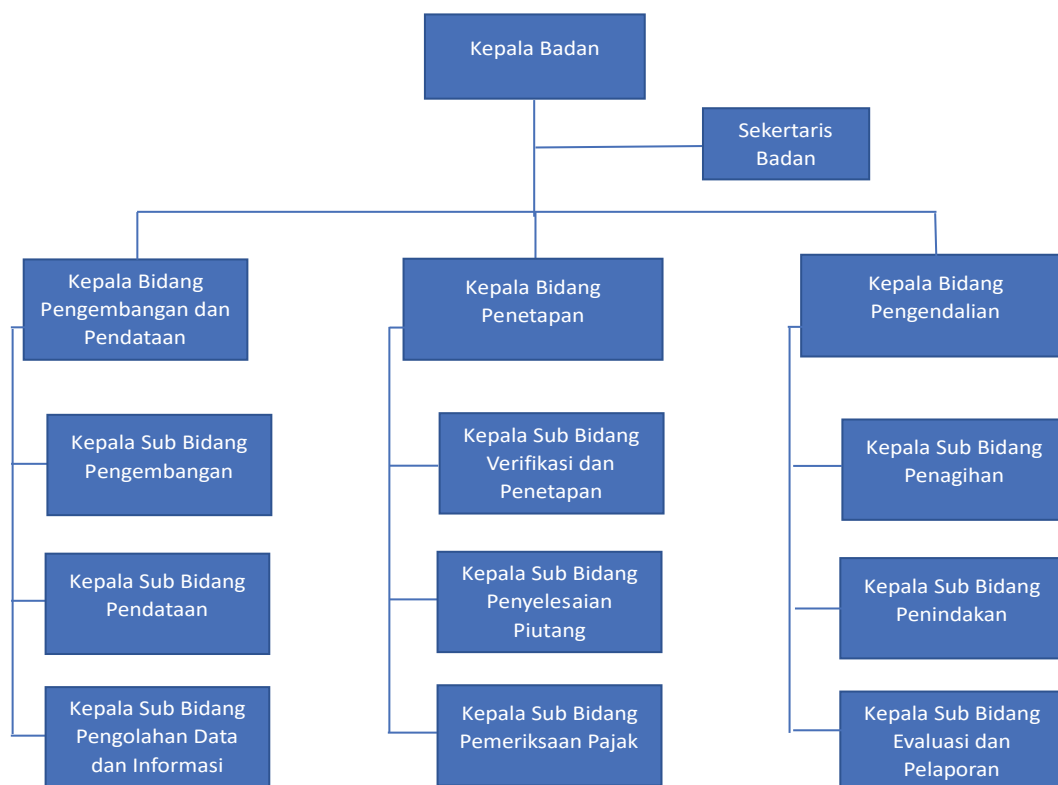 Kepala Badan
Sekertaris
Badan
Kepala Bidang
Pengembangan dan
Pendataan
Kepala Bidang
Penetapan
Kepala Bidang
Pengendalian
Kepala Sub Bidang
Pengembangan
Kepala Sub Bidang
Verifikasi dan
Penetapan
Kepala Sub Bidang
Penagihan
Kepala Sub Bidang
Pendataan
Kepala Sub Bidang
Penyelesaian
Piutang
Kepala Sub Bidang
Penindakan
Kepala Sub Bidang
Pengolahan Data
dan Informasi
Kepala Sub Bidang
Pemeriksaan Pajak
Kepala Sub Bidang
Evaluasi dan
Pelaporan